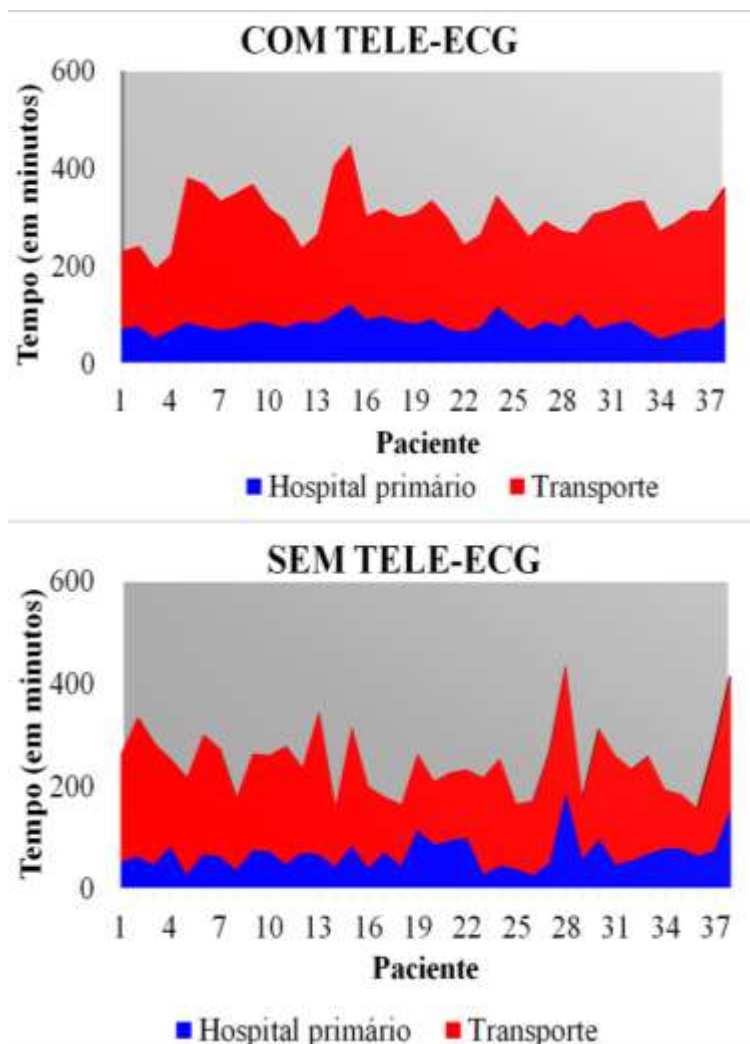 COM TELE-ECG
600
400
200
0
Tempo (em minutos)
1 4 7 10 13 16 19 22 25 28 31 34 37
Paciente
Hospital primário Transporte
SEM TELE-ECG
600
400
200
0
Tempo (em minutos)
1 4 7 10 13 16 19 22 25 28 31 34 37
Paciente
Hospital primário Transporte